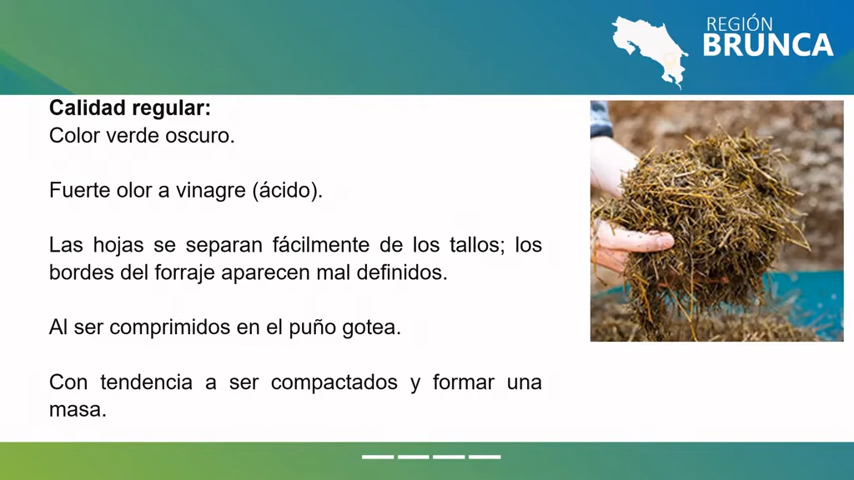 REGIÓN
BRUNCA
Calidad regular:
Color verde oscuro.
Fuerte olor a vinagre (ácido).
Las hojas se separan fácilmente de los tallos; los
bordes del forraje aparecen mal definidos.
Al ser comprimidos en el puño gotea.
Con tendencia a ser compactados y formar una
masa.